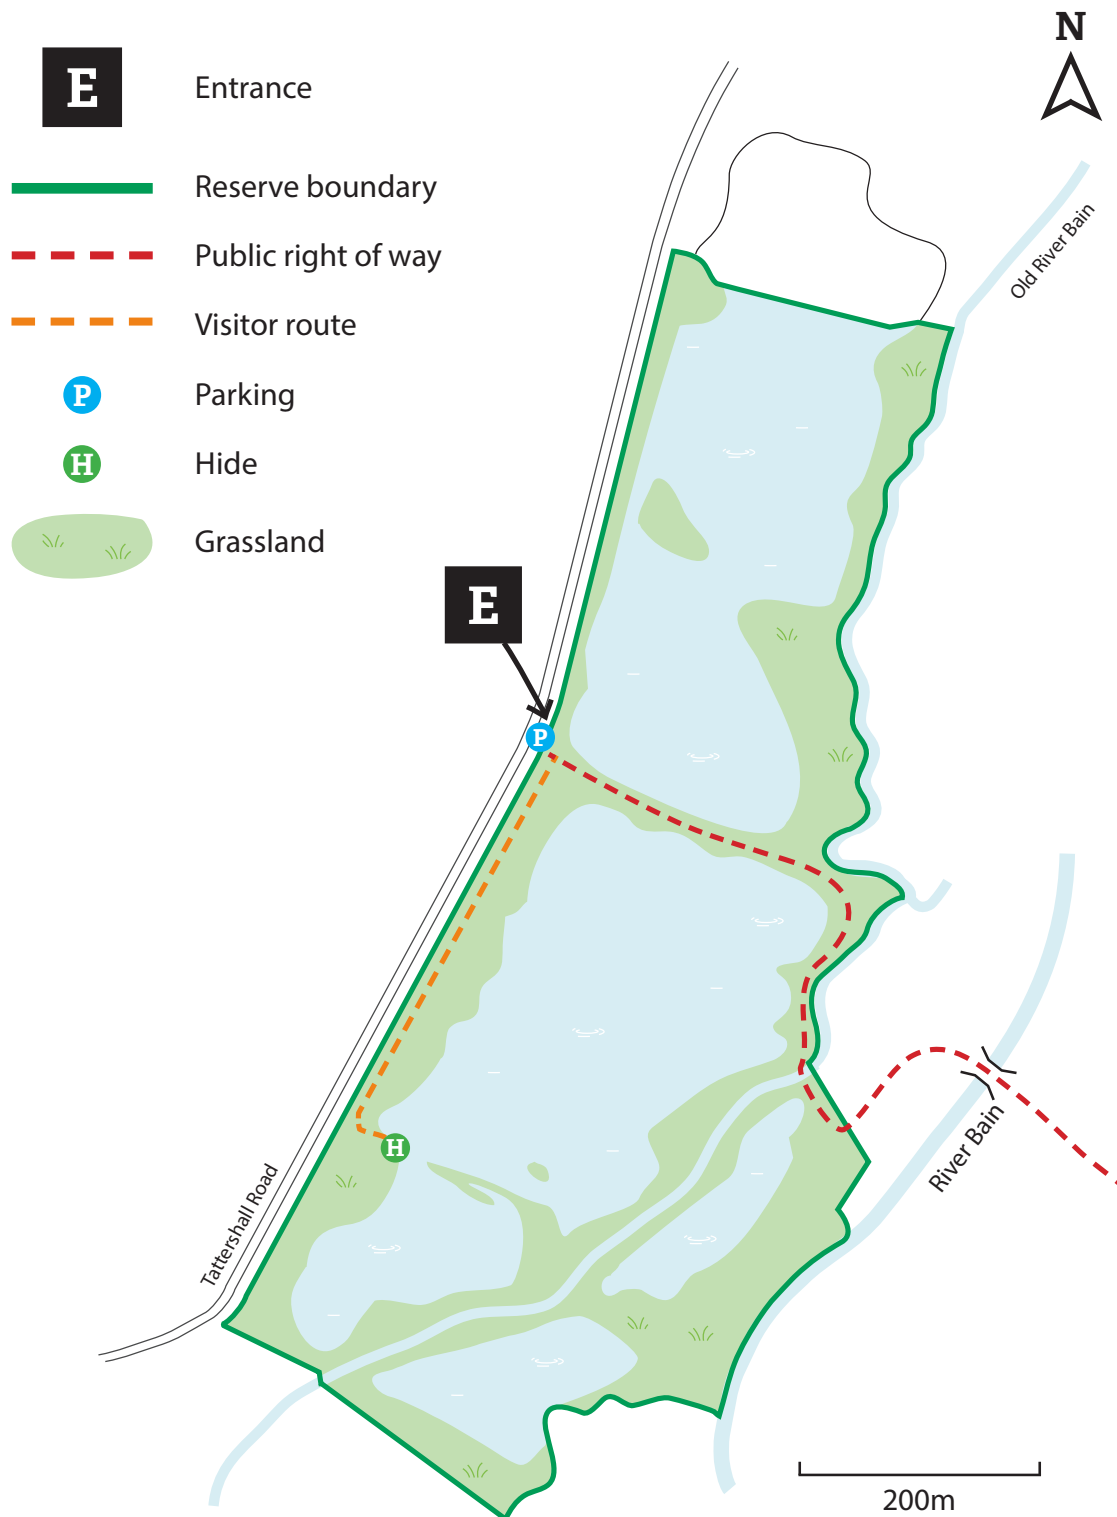 N
E
Entrance
Reserve boundary
Public right of way
Visitor route
P
Parking
H
Hide
Grassland
Old River Bain
E
P
H
River Bain
Tattershall Road
200m